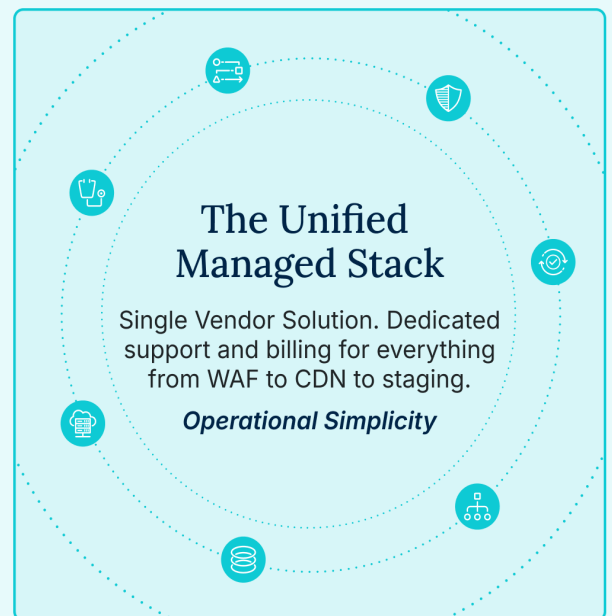 The Unified
Managed Stack
Single Vendor Solution. Dedicated
support and billing for everything
from WAF to CDN to staging.
Operational Simplicity